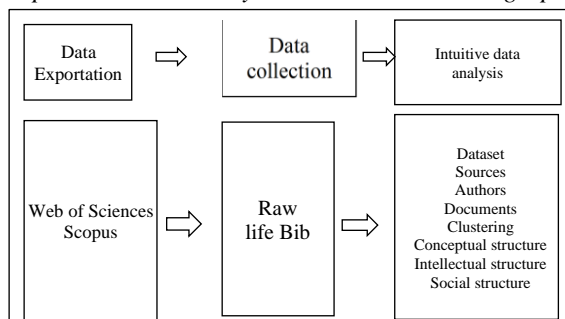 Data
Exportation
Data
collection
Intuitive data
analysis
Web of Sciences
Scopus
Raw
life Bib
Dataset
Sources
Authors
Documents
Clustering
Conceptual structure
Intellectual structure
Social structure